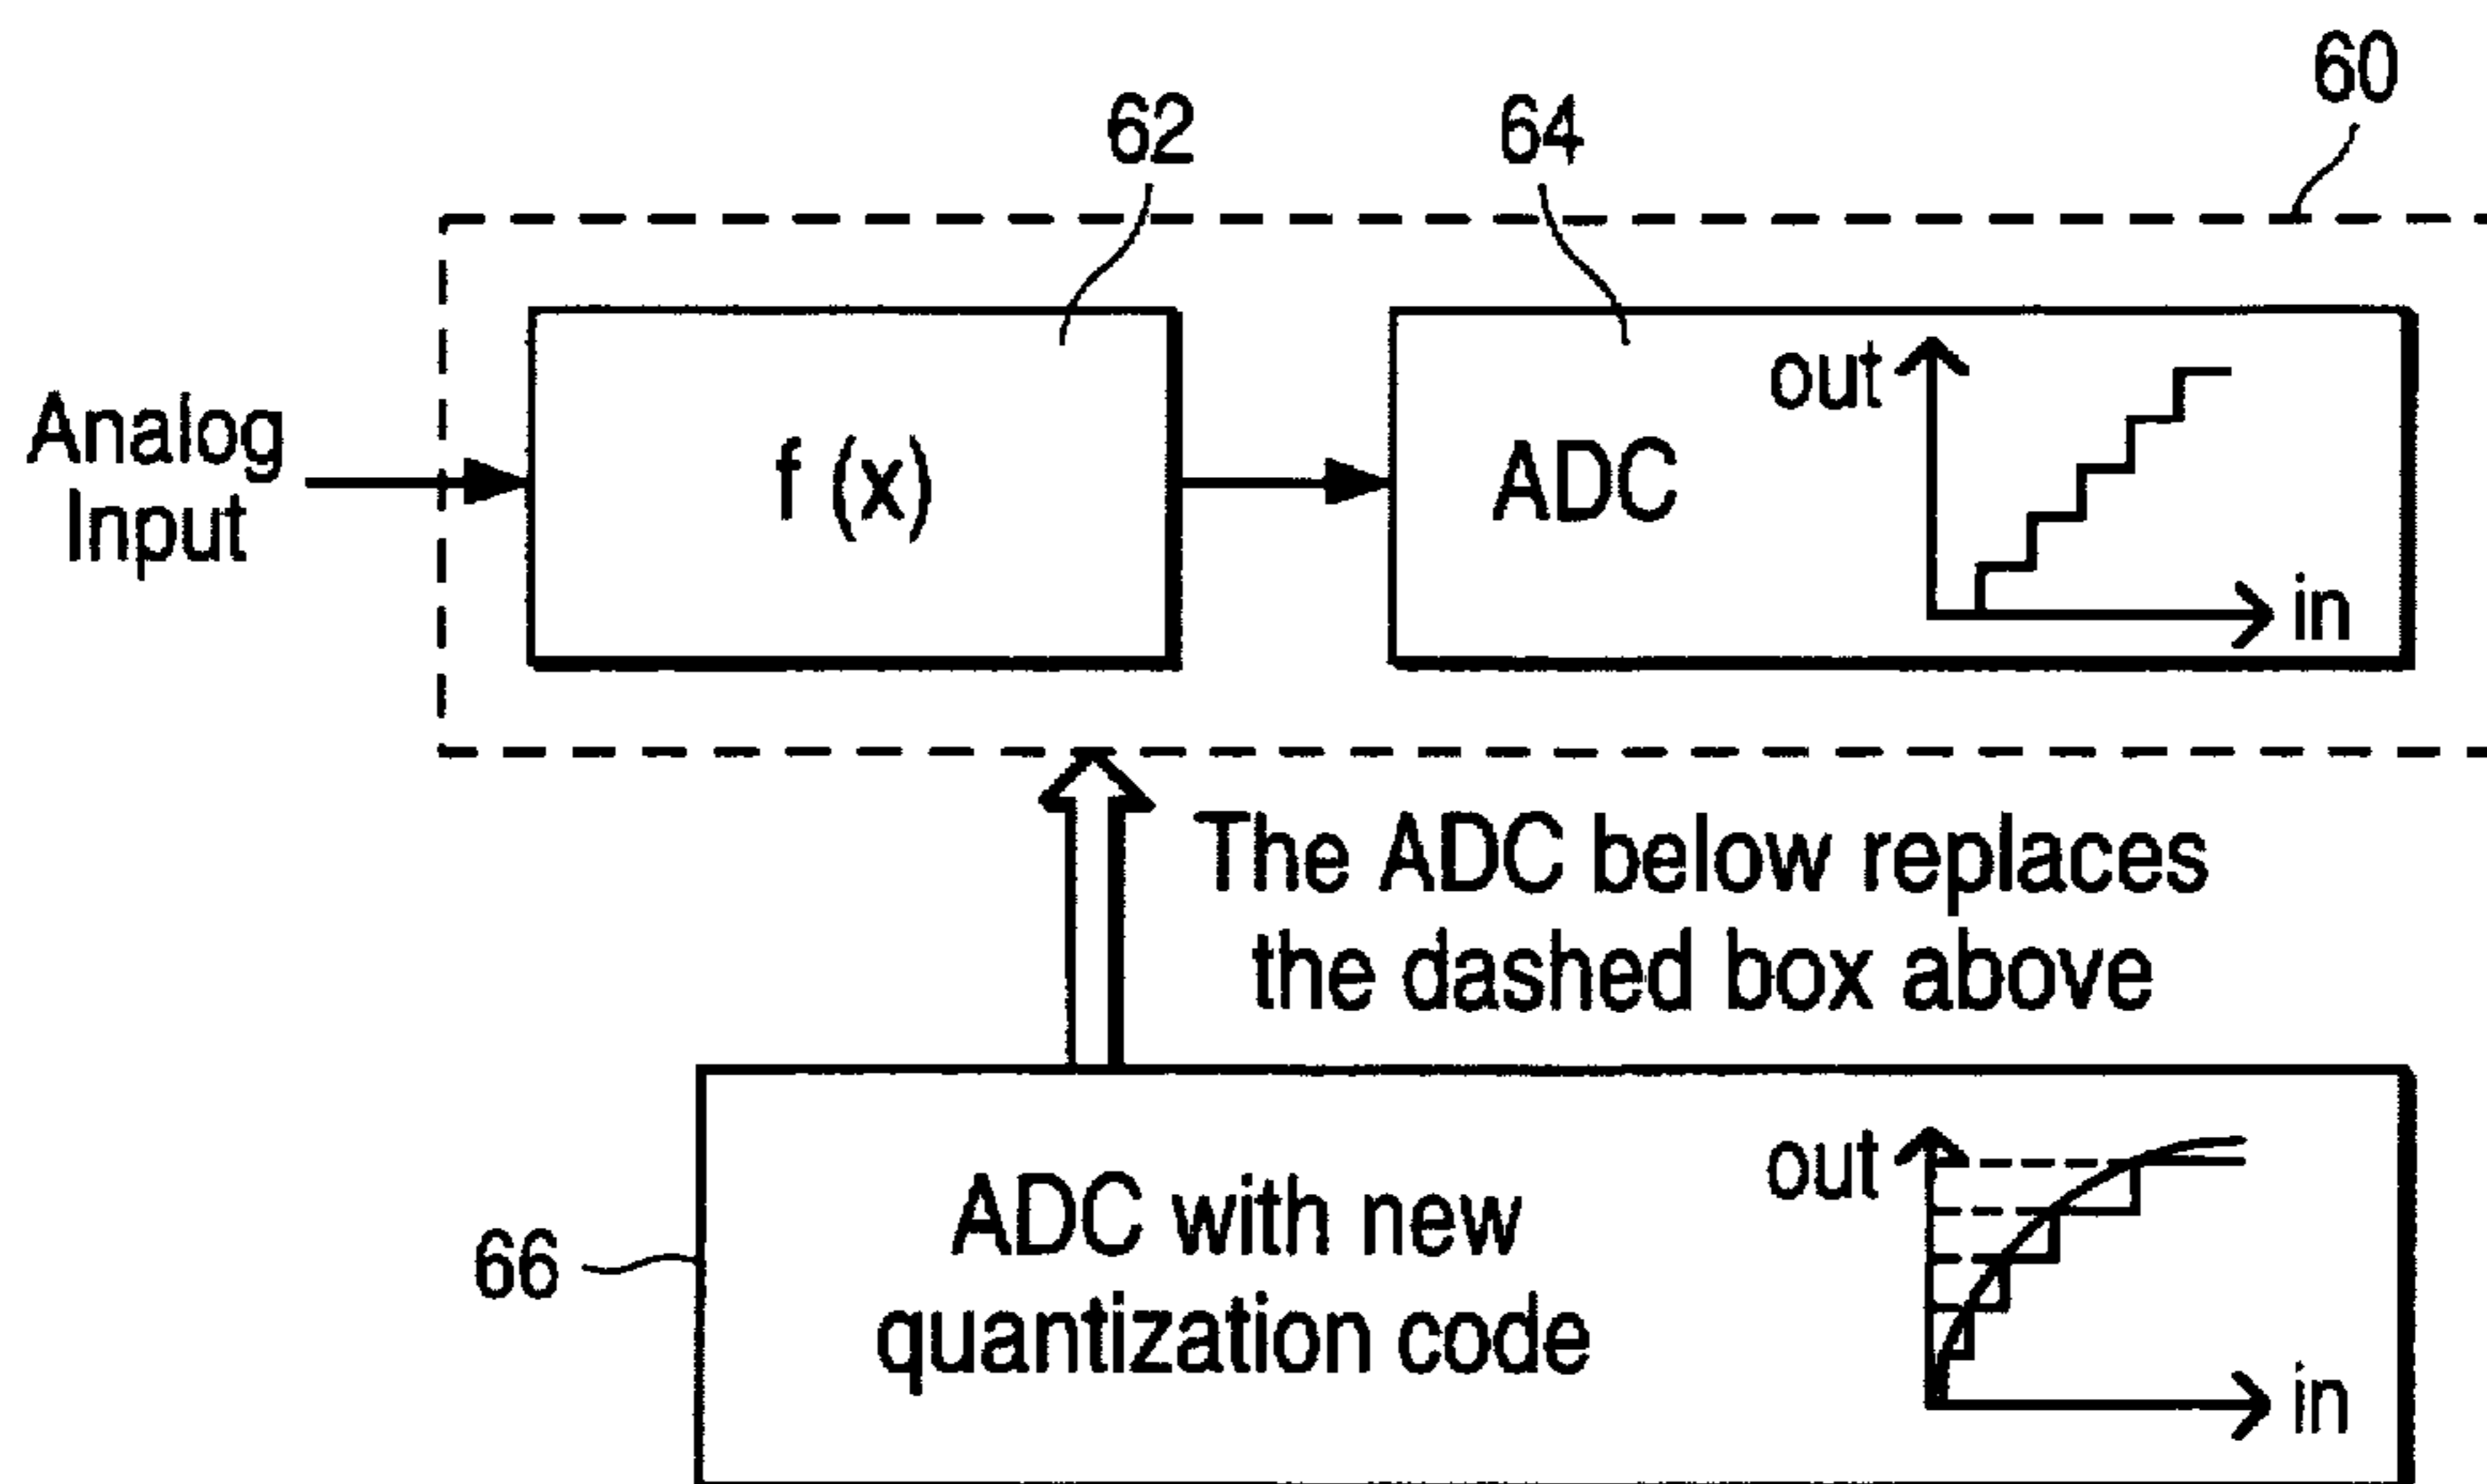 60
62
64
Analog
Input
f (x)
ADC
out
in
The ADC below replaces
the dashed box above
66
ADC with new
quantization code
out
in